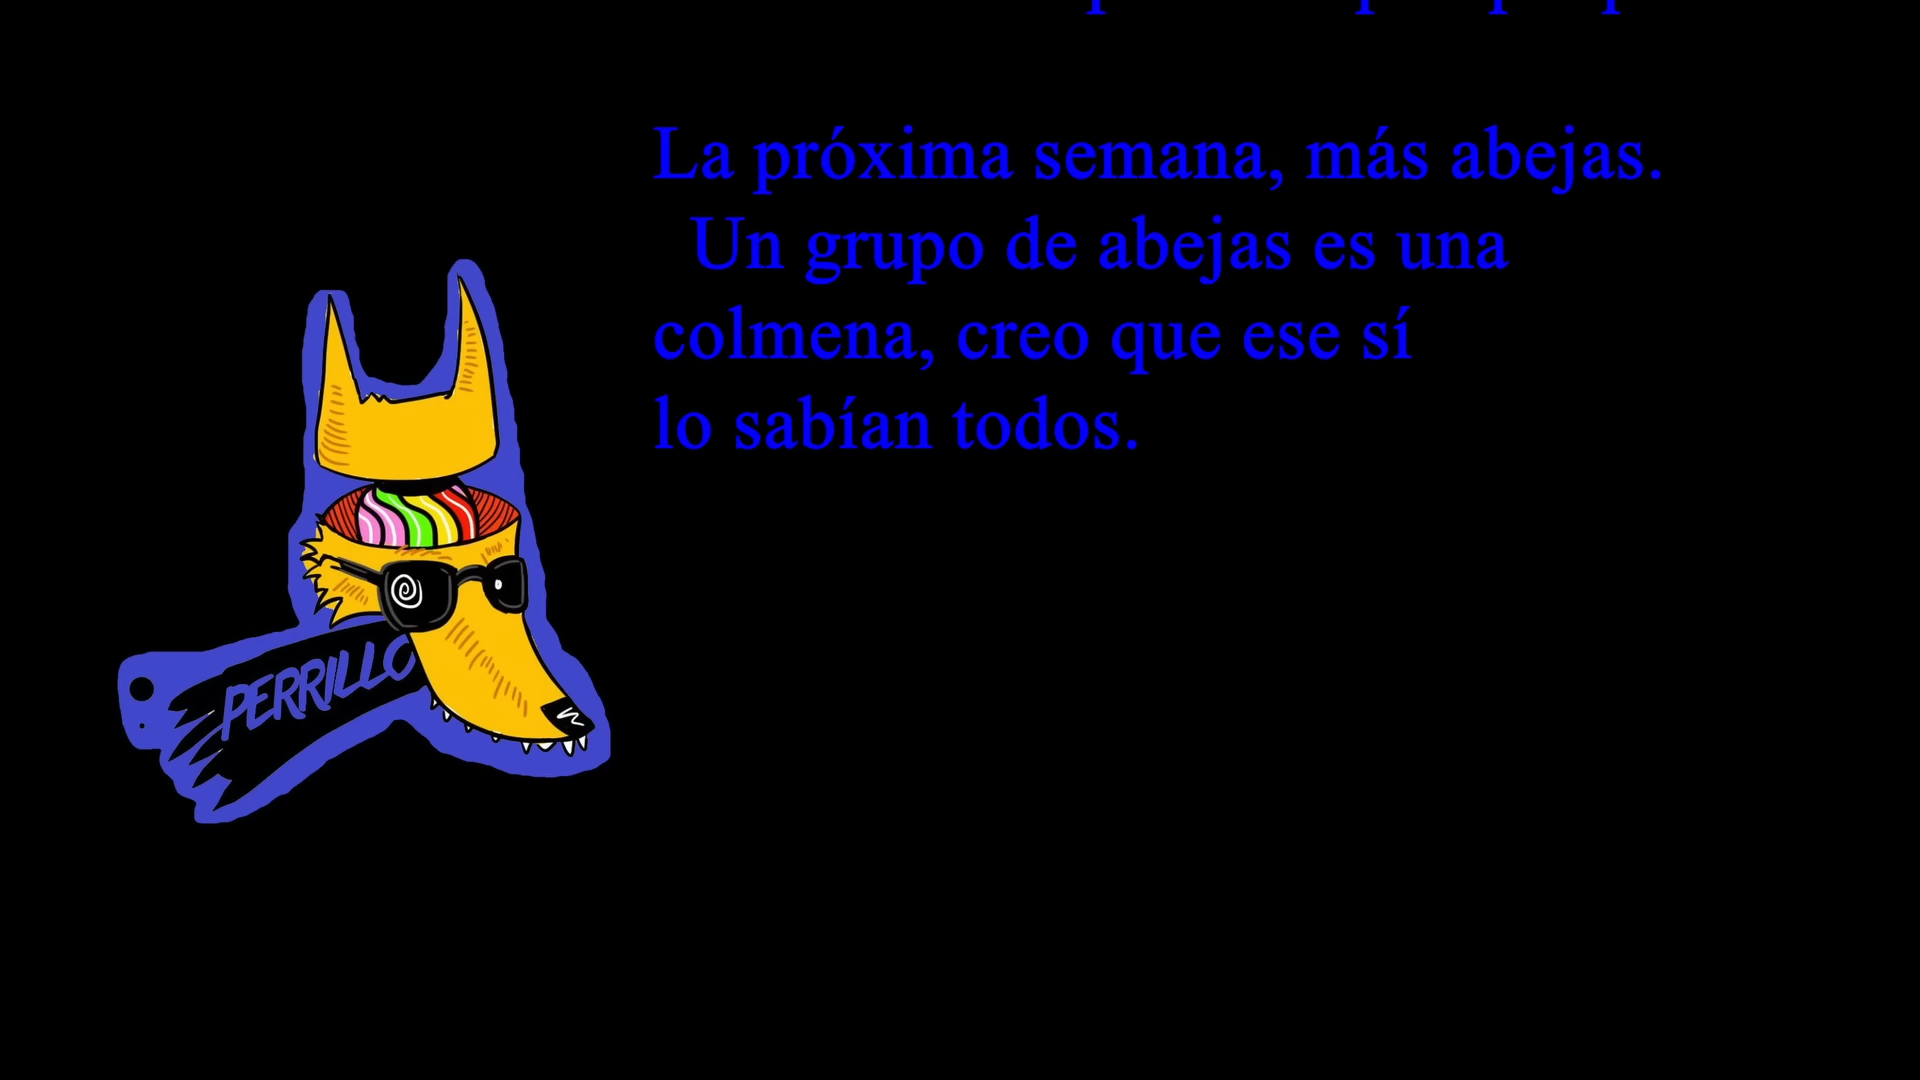 La próxima semana, más abejas.
Un grupo de abejas es una
colmena, creo que ese sí
lo sabían todos.
PERRILLO